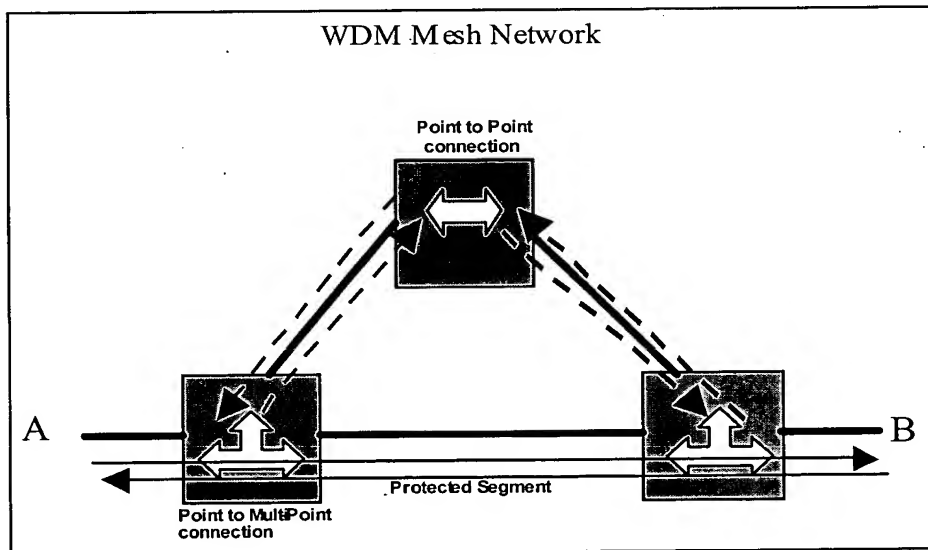 WDM Mesh Network
Point to Point
connection
A
B
Protected Segment
Point to MultiPoint
connection